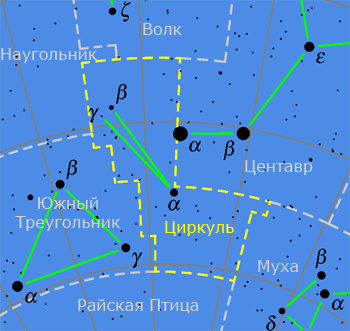 ζ
Волк
Наугольник
ε
β
γ
α
β
β
Центавр
Южный
Треугольник
α
Циркуль
γ
Муха
β
α
Райская Птица
α
δ